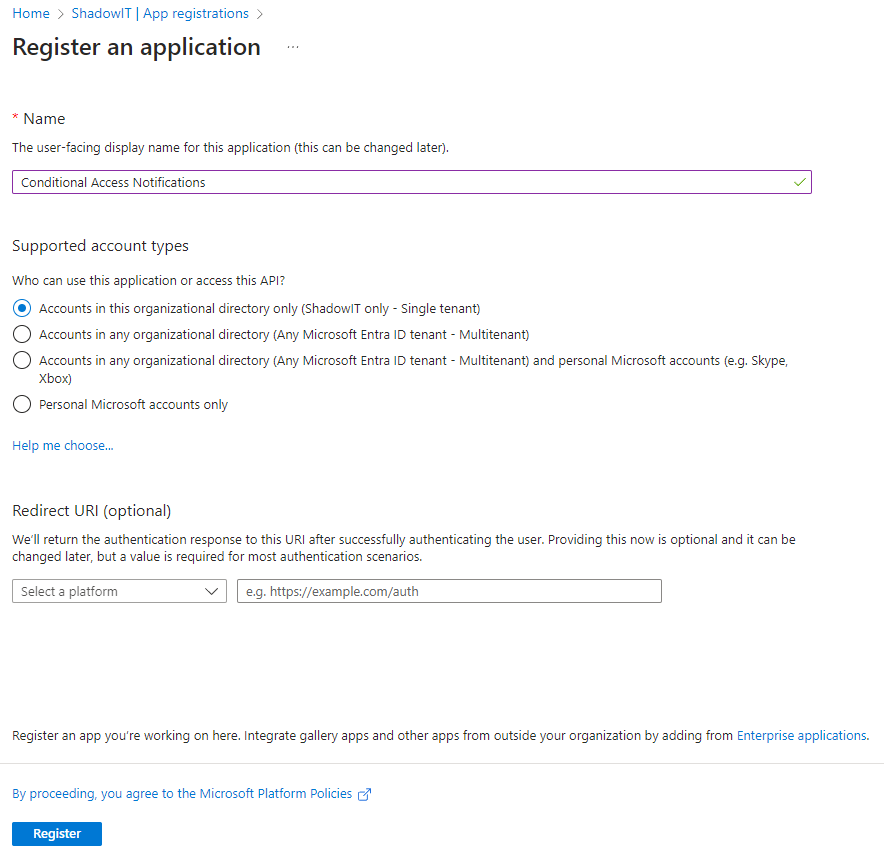 Home > ShadowIT | App registrations >
Register an application ...
* Name
The user-facing display name for this application (this can be changed later).
Conditional Access Notifications
Supported account types
Who can use this application or access this API?
Accounts in this organizational directory only (ShadowIT only - Single tenant)
Accounts in any organizational directory (Any Microsoft Entra ID tenant - Multitenant)
Accounts in any organizational directory (Any Microsoft Entra ID tenant - Multitenant) and personal Microsoft accounts (e.g. Skype,
Xbox)
Personal Microsoft accounts only
Help me choose...
Redirect URI (optional)
We'll return the authentication response to this URI after successfully authenticating the user. Providing this now is optional and it can be
changed later, but a value is required for most authentication scenarios.
Select a platform
e.g. https://example.com/auth
Register an app you're working on here. Integrate gallery apps and other apps from outside your organization by adding from Enterprise applications.
By proceeding, you agree to the Microsoft Platform Policies
Register